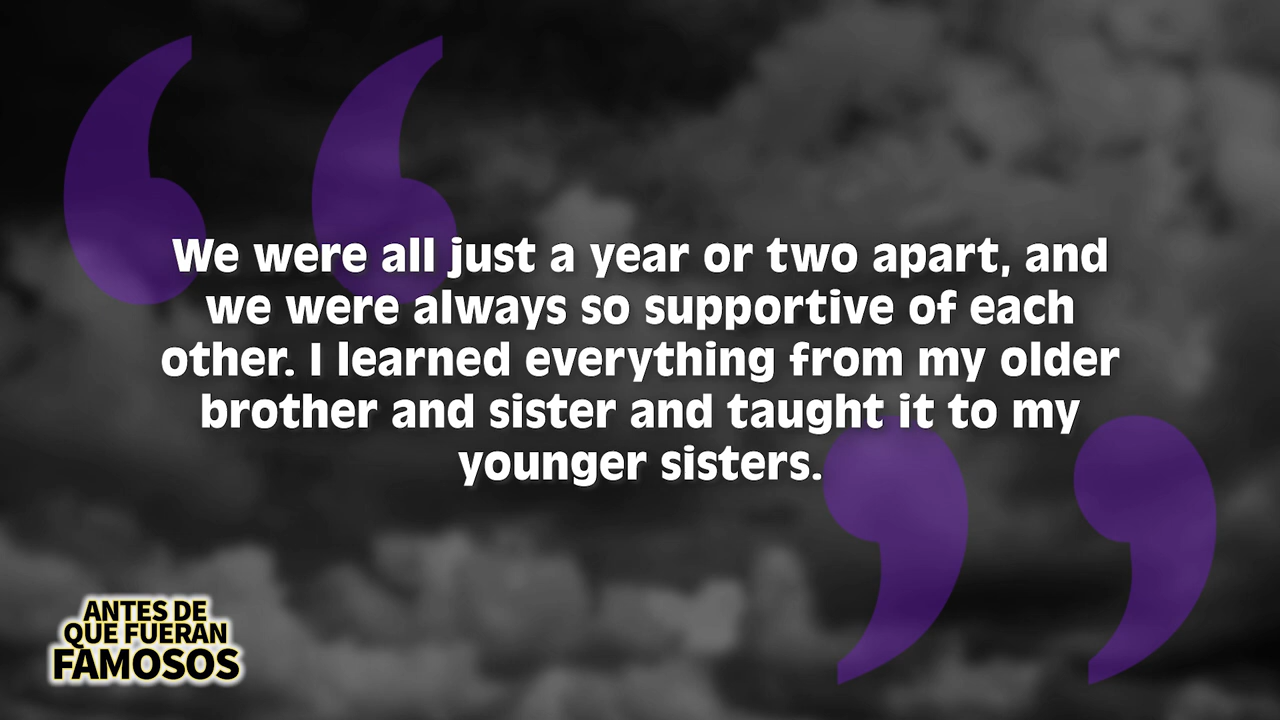 We were all just a year or two apart, and
we were always so supportive of each
other. I learned everything from my older
brother and sister and taught it to my
younger sisters.
ANTES DE
QUE FUERAN
FAMOSOS